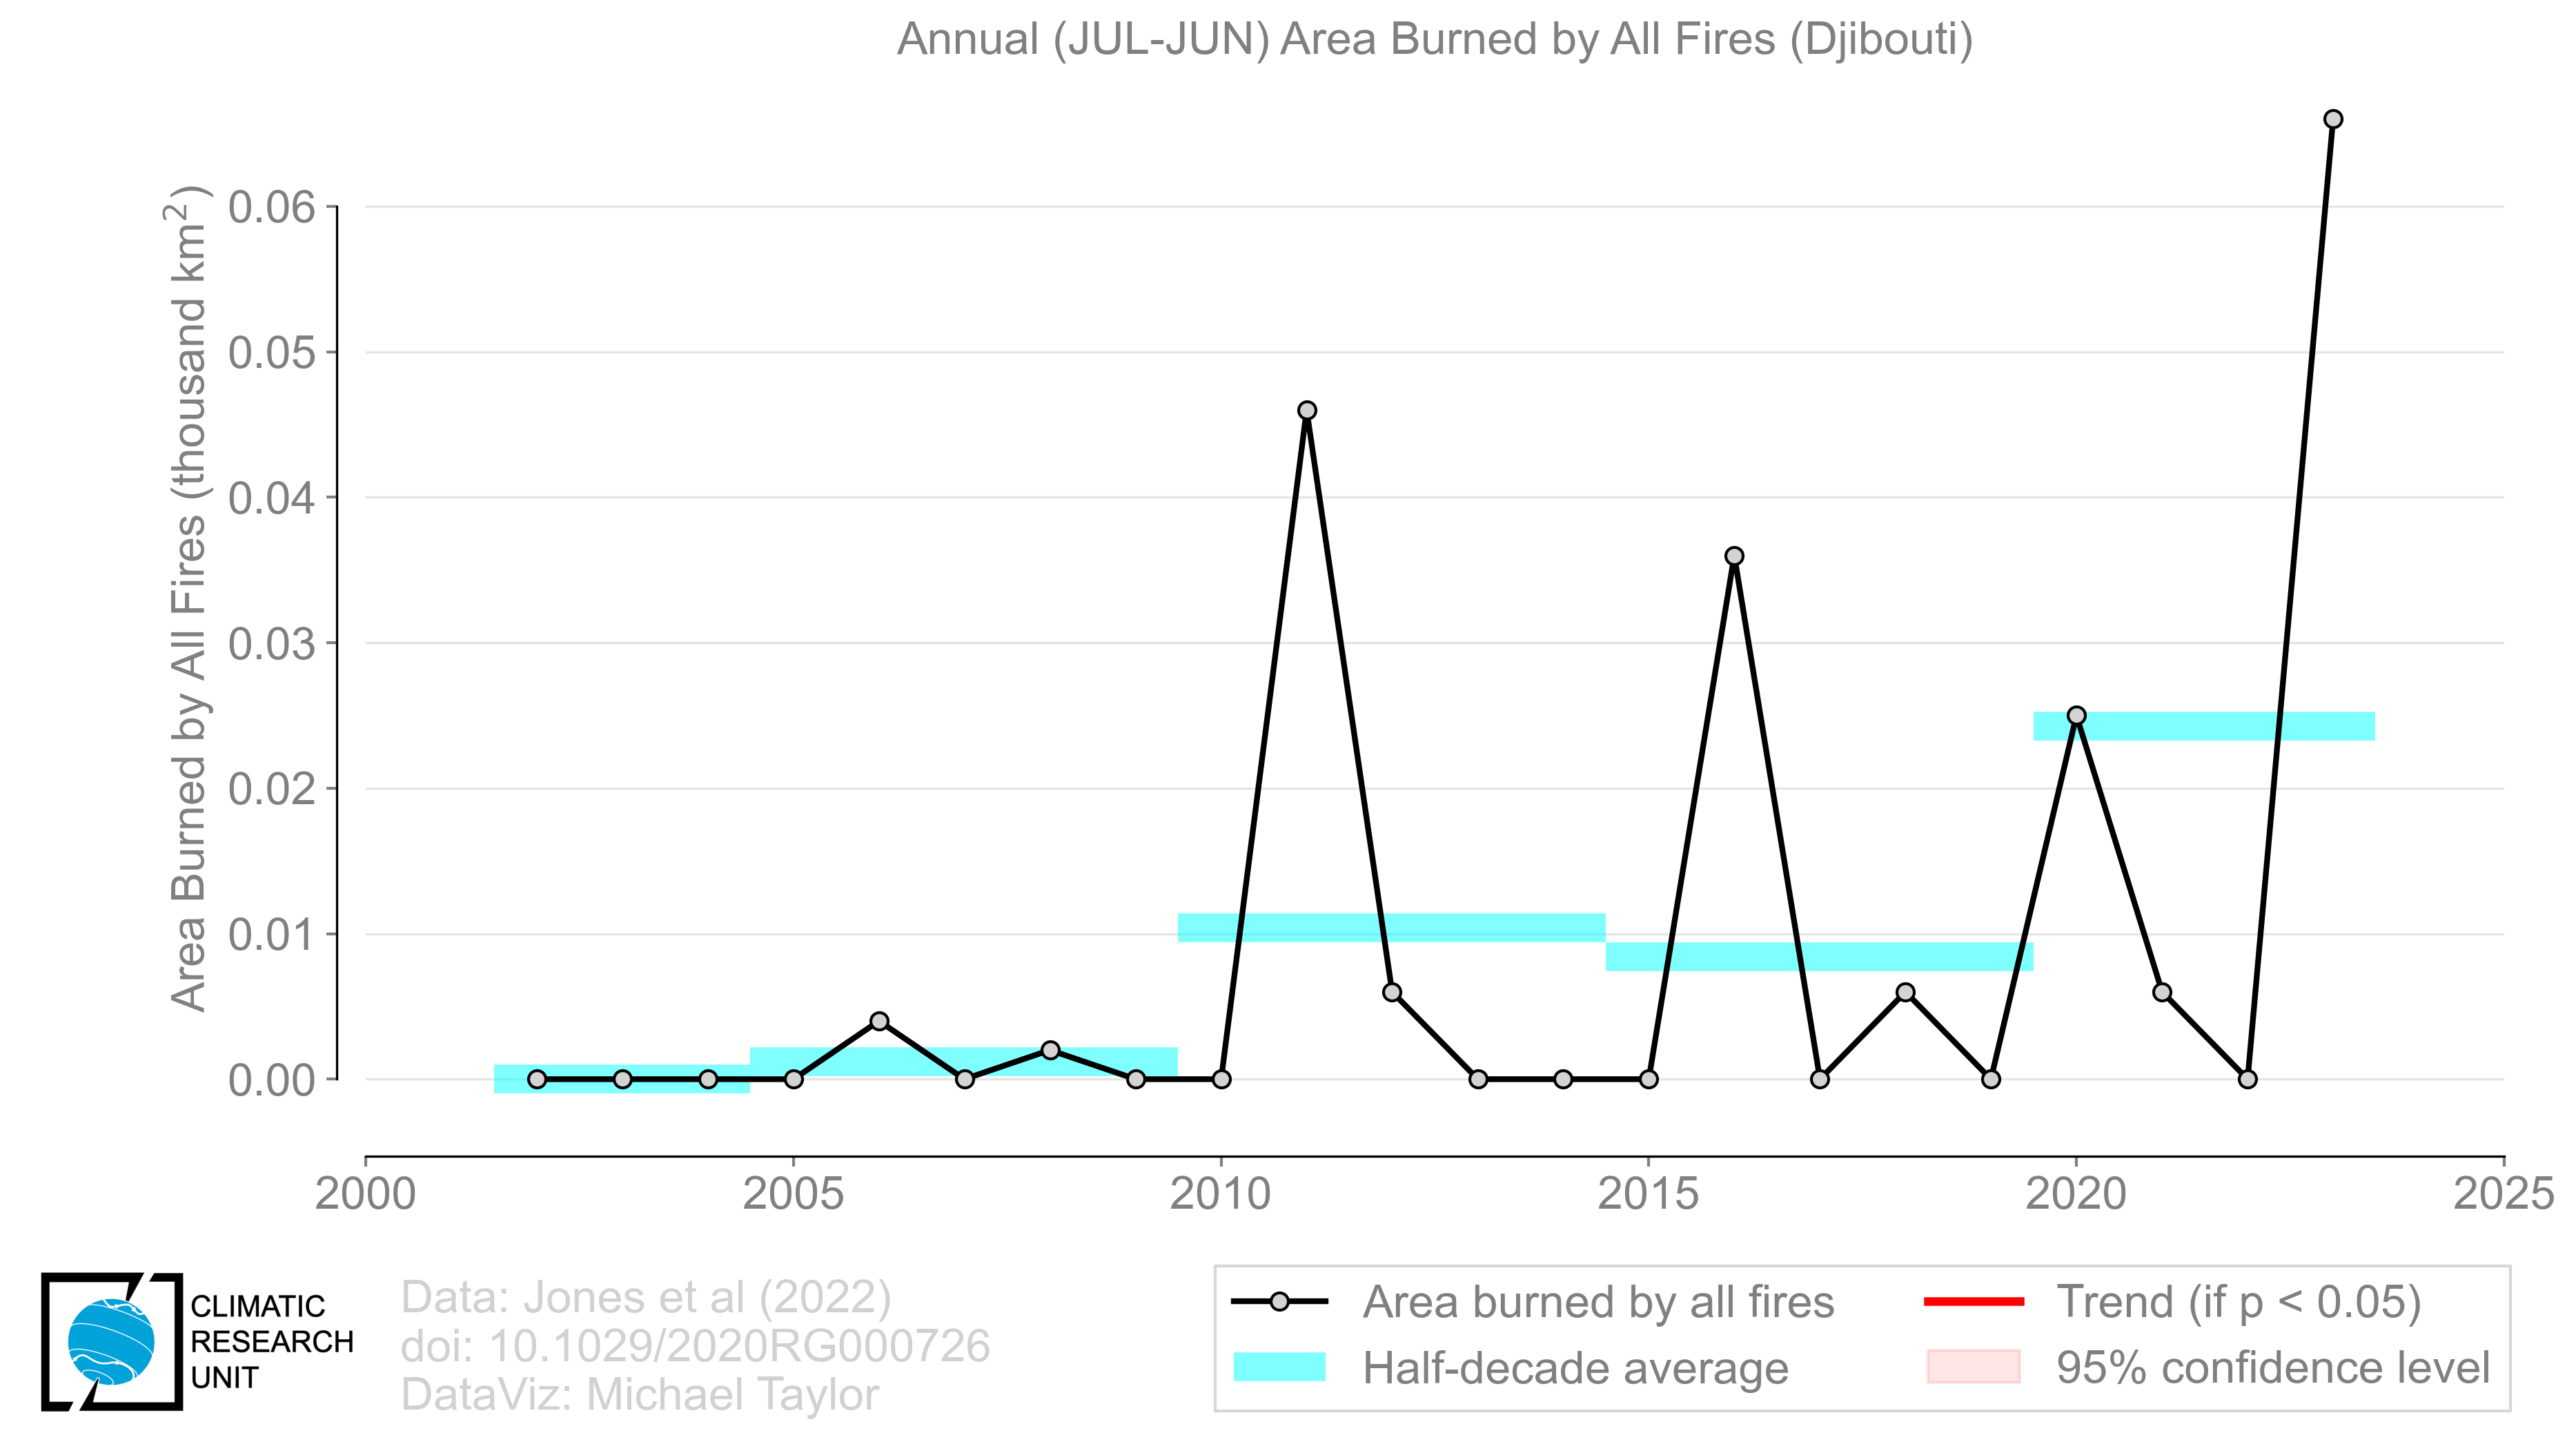 Annual (JUL-JUN) Area Burned by All Fires (Djibouti)
Area Burned by All Fires (thousand km²)
0.06
0.05
0.04
0.03
0.02
0.01
0.00
2000 2005 2010 2015 2020 2025
CLIMATIC
RESEARCH
UNIT
Data: Jones et al (2022)
doi: 10.1029/2020RG000726
DataViz: Michael Taylor
Area burned by all fires
Half-decade average
Trend (if p < 0.05)
95% confidence level